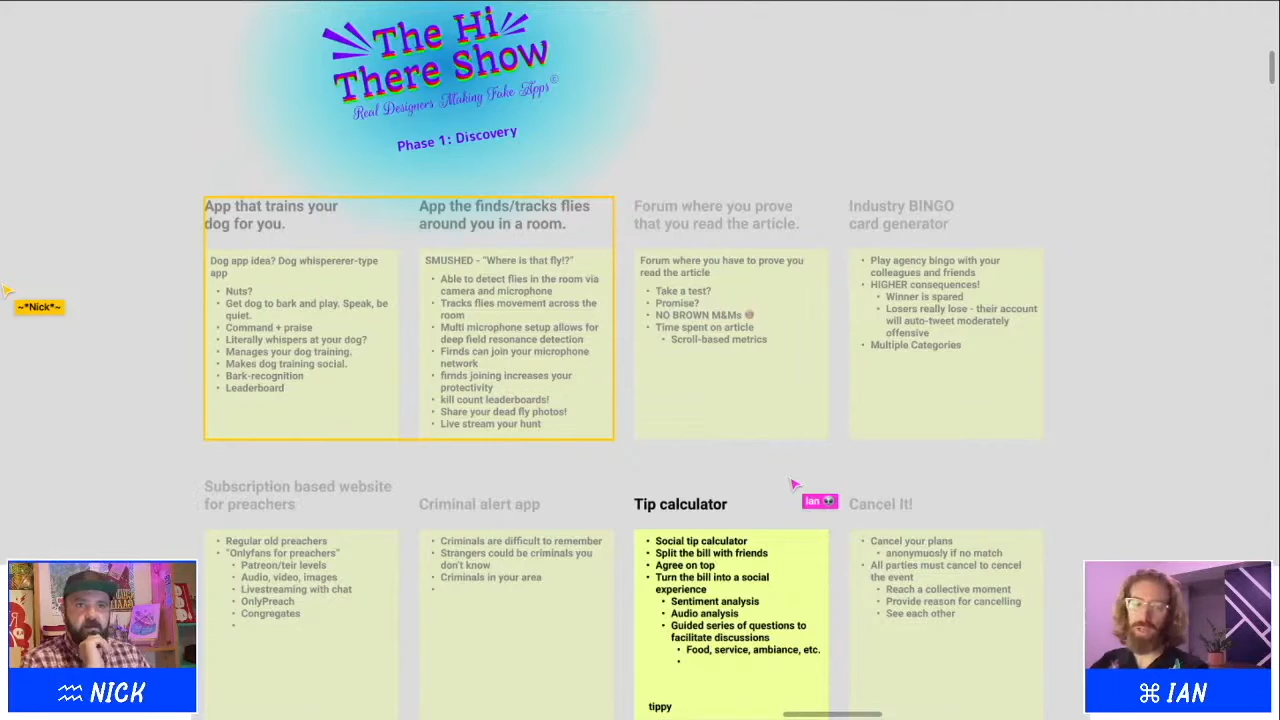 The Hi
There Show
Real Designers Making Fake Apps©
Phase 1: Discovery
App that trains your
dog for you.
Dog app idea? Dog whispererer-type
app
• Nuts?
• Get dog to bark and play. Speak, be
quiet.
• Command + praise
• Literally whispers at your dog?
• Manages your dog training.
• Makes dog training social.
• Bark-recognition
• Leaderboard
App the finds/tracks flies
around you in a room.
SMUSHED - "Where is that fly!?"
• Able to detect flies in the room via
camera and microphone
• Tracks flies movement across the
room
• Multi microphone setup allows for
deep field resonance detection
• Firnds can join your microphone
network
• firnds joining increases your
protectivity
• kill count leaderboards!
• Share your dead fly photos!
• Live stream your hunt
Forum where you prove
that you read the article.
Forum where you have to prove you
read the article
• Take a test?
• Promise?
• NO BROWN M&Ms
• Time spent on article
• Scroll-based metrics
Industry BINGO
card generator
• Play agency bingo with your
colleagues and friends
• HIGHER consequences!
• Winner is spared
• Losers really lose - their account
will auto-tweet moderately
offensive
• Multiple Categories
~*Nick*~
Subscription based website
for preachers
• Regular old preachers
• "Onlyfans for preachers"
• Patreon/teir levels
• Audio, video, images
• Livestreaming with chat
• OnlyPreach
• Congregates
•
Criminal alert app
• Criminals are difficult to remember
• Strangers could be criminals you
don't know
• Criminals in your area
•
Tip calculator
• Social tip calculator
• Split the bill with friends
• Agree on top
• Turn the bill into a social
experience
• Sentiment analysis
• Audio analysis
• Guided series of questions to
facilitate discussions
• Food, service, ambiance, etc.
•
tippy
Ian 👽
Cancel It!
• Cancel your plans
• anonymuosly if no match
• All parties must cancel to cancel
the event
• Reach a collective moment
• Provide reason for cancelling
• See each other
♒ NICK
⌘ IAN